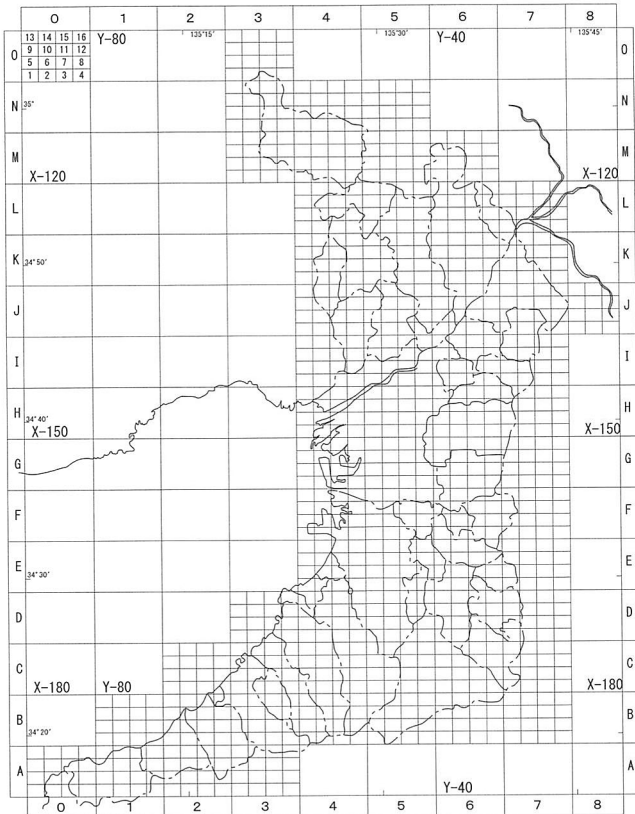 0 1 2 3 4 5 6 7 8
13 14 15 16 Y-80 135°15' 135°30' Y-40 135°45'
O 9 10 11 12 O
5 6 7 8
1 2 3 4
N 35° N
M M
X-120 X-120
L L
K K
34°50'
J J
I I
H H
34°40'
X-150 X-150
G G
F F
E E
34°30'
D D
C C
X-180 Y-80 X-180
B B
34°20'
A A
Y-40
0 1 2 3 4 5 6 7 8